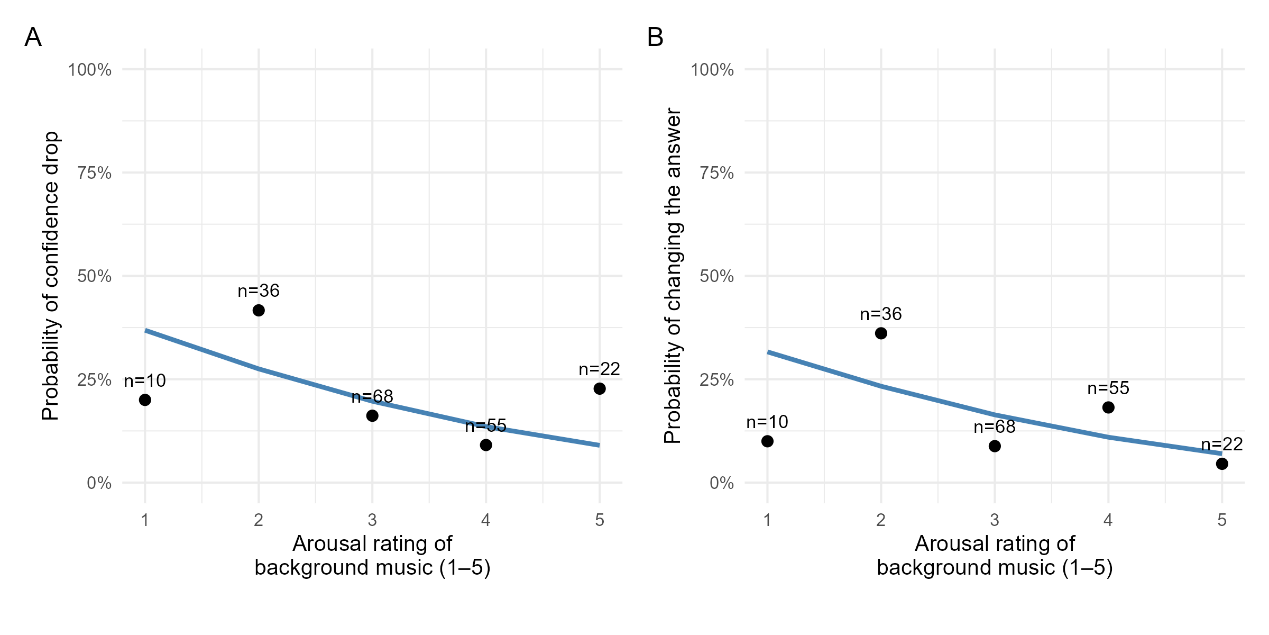 A
Probability of confidence drop
100%
75%
50%
25%
0%
n=10
n=36
n=68
n=55
n=22
1 2 3 4 5
Arousal rating of
background music (1–5)
B
Probability of changing the answer
100%
75%
50%
25%
0%
n=10
n=36
n=68
n=55
n=22
1 2 3 4 5
Arousal rating of
background music (1–5)